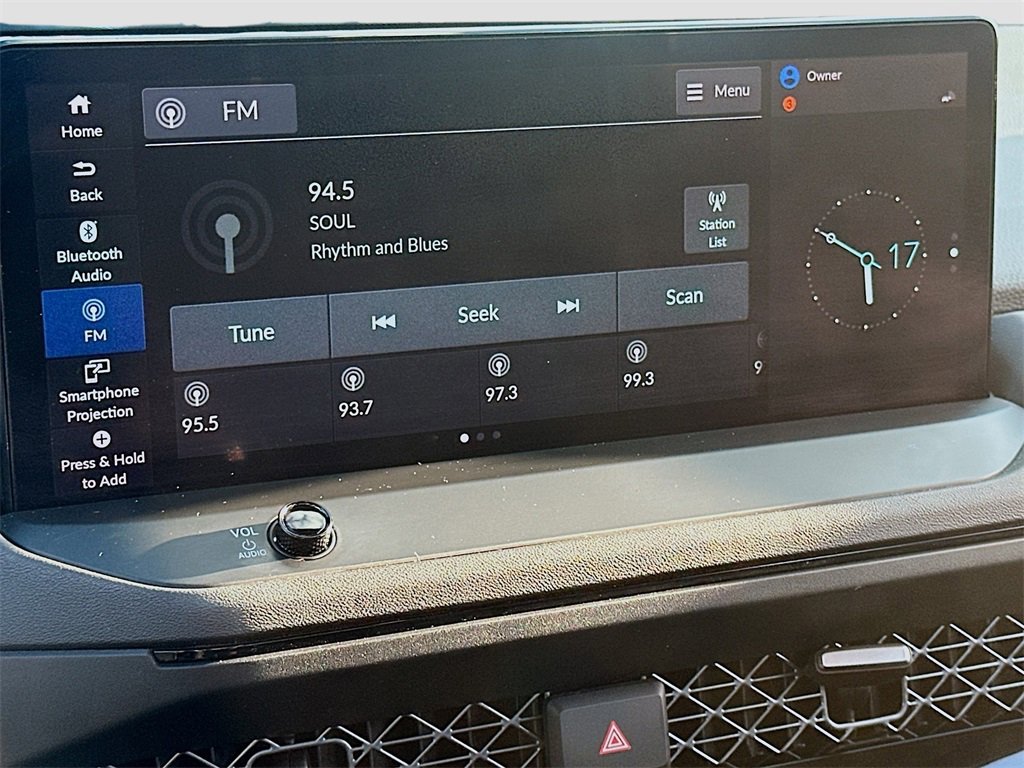 Home
FM
Menu
Owner
3
Back
94.5
SOUL
Rhythm and Blues
Station
List
Bluetooth
Audio
17
FM
Tune
Seek
Scan
Smartphone
Projection
95.5
93.7
97.3
99.3
9
Press & Hold
to Add
VOL
AUDIO